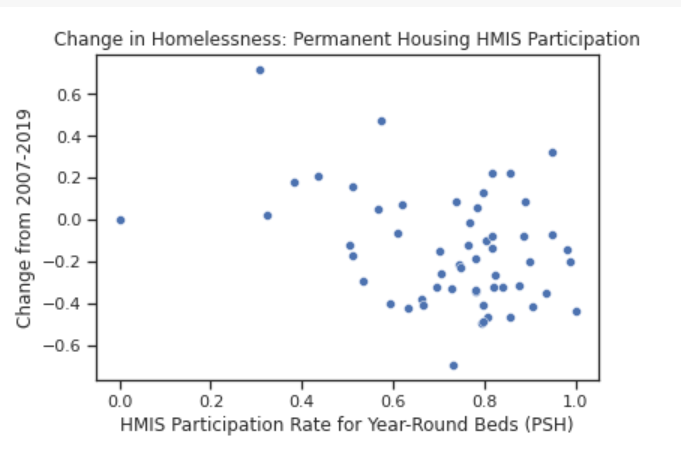 Change in Homelessness: Permanent Housing HMIS Participation
Change from 2007-2019
0.6
0.4
0.2
0.0
−0.2
−0.4
−0.6
0.0 0.2 0.4 0.6 0.8 1.0
HMIS Participation Rate for Year-Round Beds (PSH)